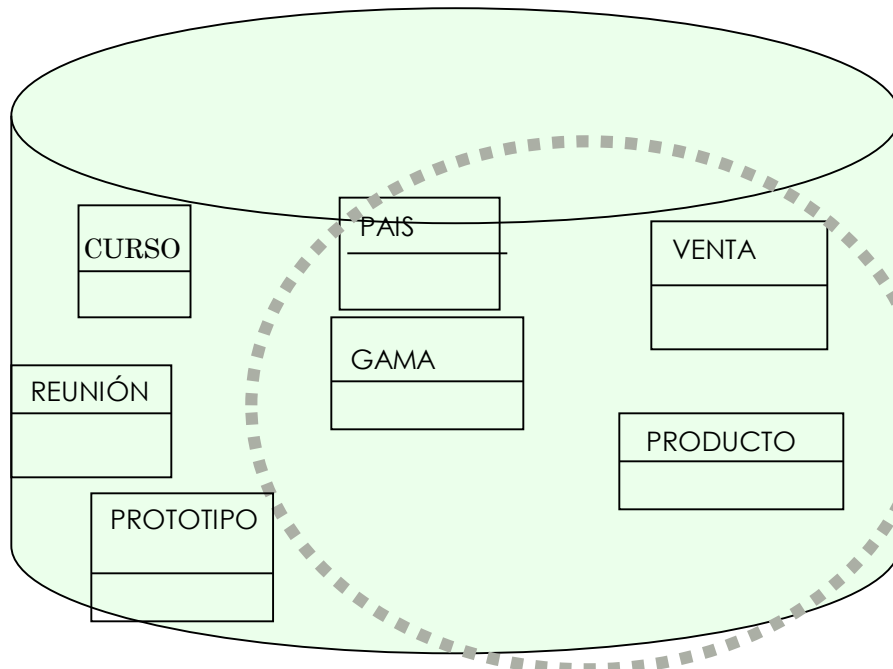 PAIS
CURSO
VENTA
GAMA
REUNIÓN
PRODUCTO
PROTOTIPO